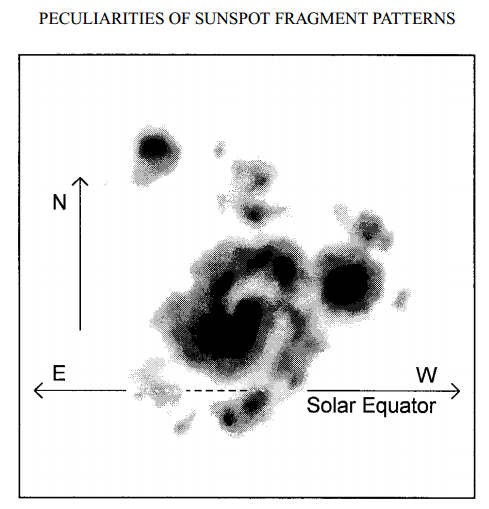 PECULIARITIES OF SUNSPOT FRAGMENT PATTERNS
N
E
W
Solar Equator